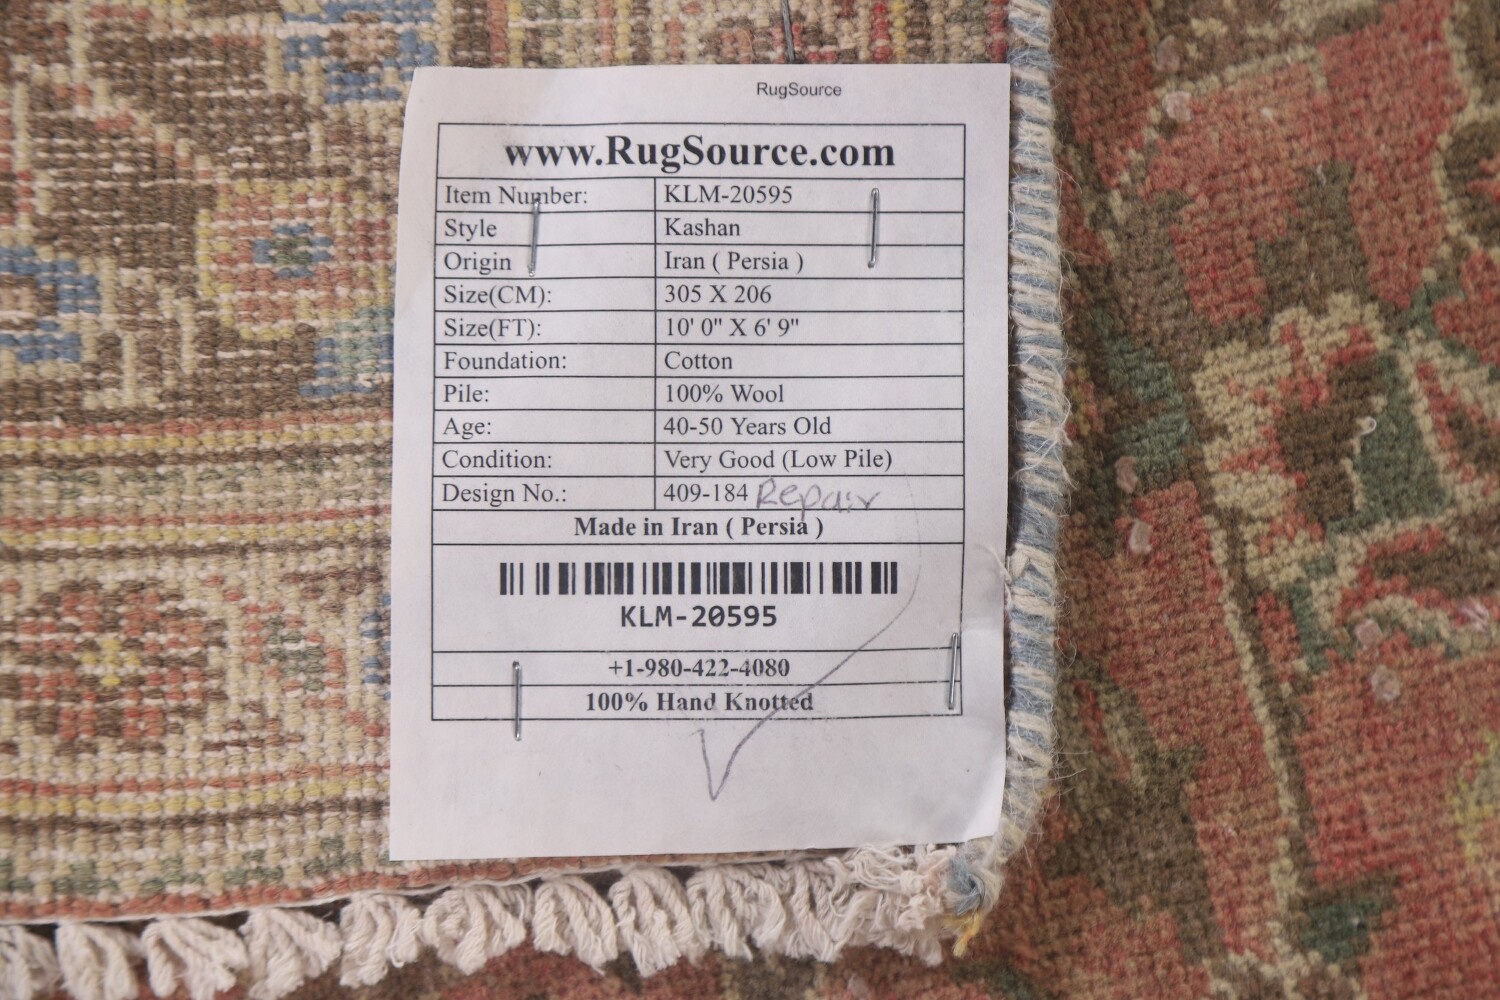 RugSource
www.RugSource.com
Item Number: KLM-20595
Style Kashan
Origin Iran ( Persia )
Size(CM): 305 X 206
Size(FT): 10' 0" X 6' 9"
Foundation: Cotton
Pile: 100% Wool
Age: 40-50 Years Old
Condition: Very Good (Low Pile)
Design No.: 409-184 Repair
Made in Iran ( Persia )
KLM-20595
+1-980-422-4080
100% Hand Knotted